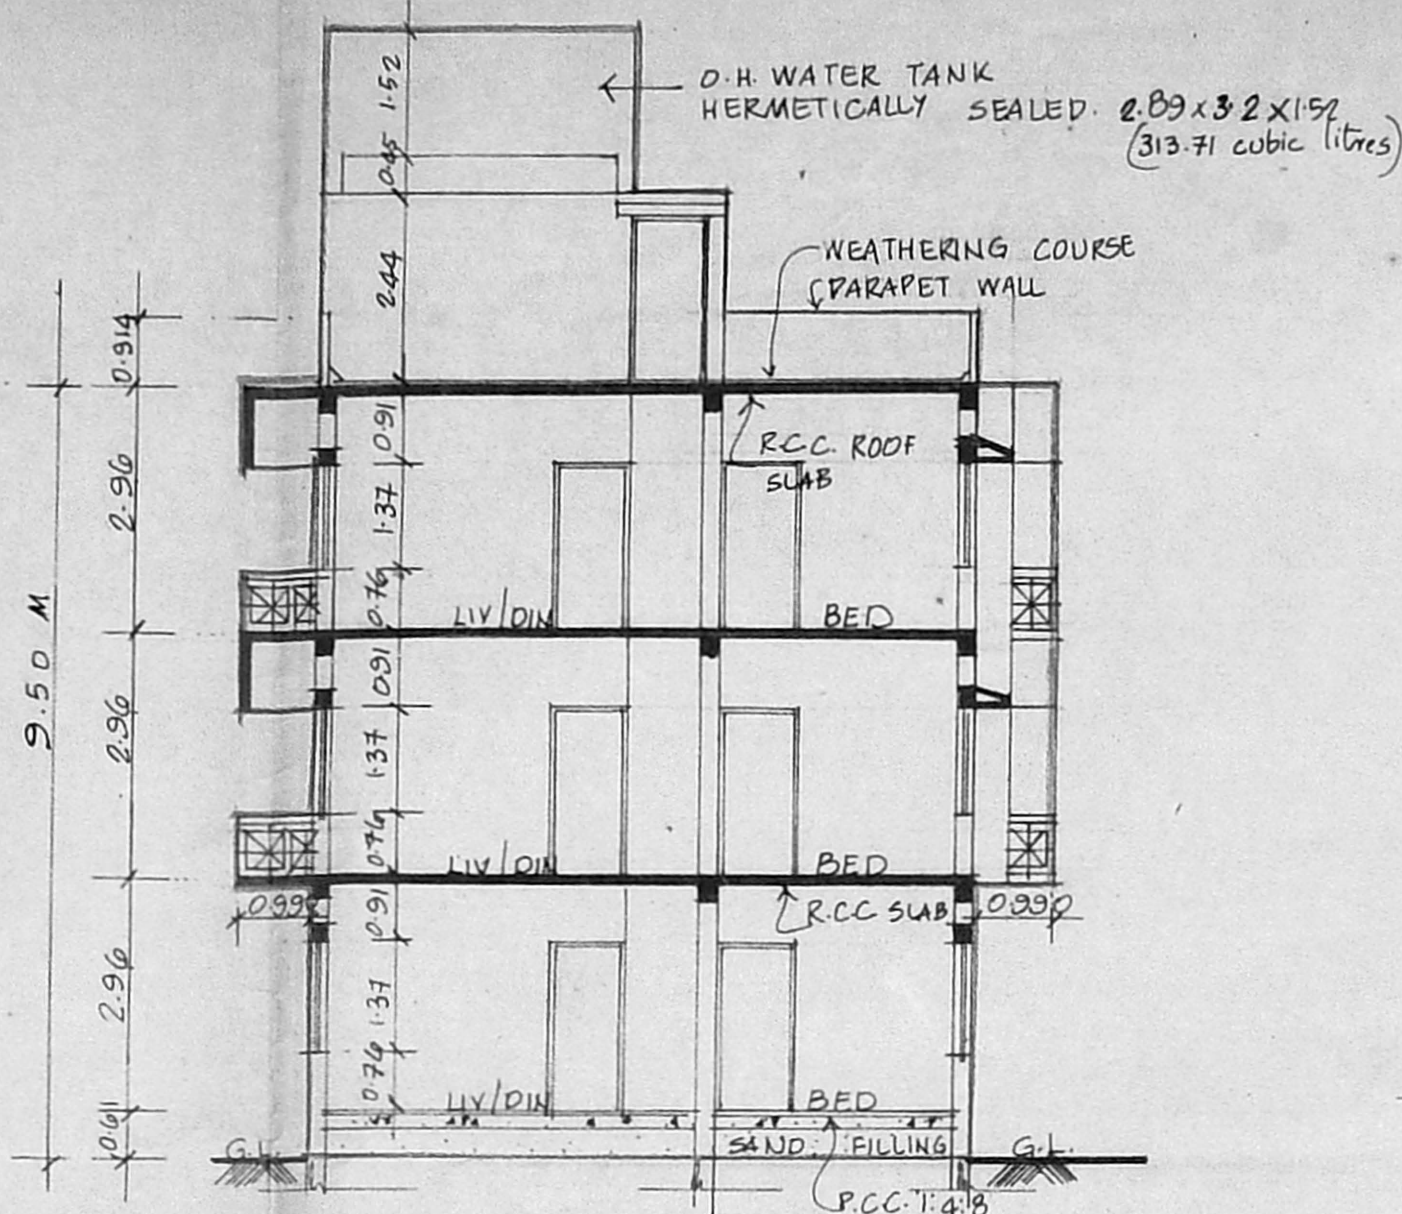 1.52
O.H. WATER TANK
HERMETICALLY SEALED. 2.89 x 3.2 x 1.52
(313.71 cubic litres)
0.45
2.44
WEATHERING COURSE
PARAPET WALL
0.914
0.91
R.C.C. ROOF
SLAB
2.96
1.37
0.76
LIV/DIN
BED
9.50 M
0.91
2.96
1.37
0.76
LIV/DIN
BED
0.990
0.91
R.C.C SLAB
0.990
2.96
1.37
0.76
LIV/DIN
BED
0.61
SAND FILLING
G.L.
G.L.
P.C.C. 1:4:8